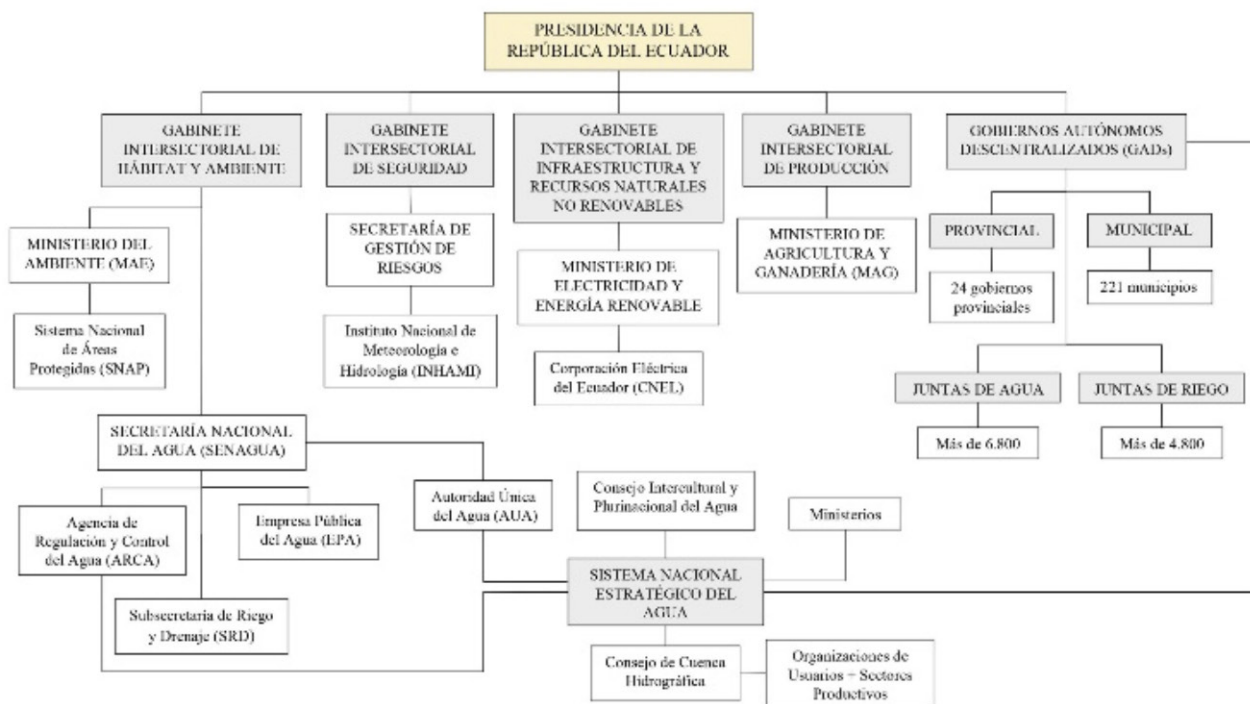 PRESIDENCIA DE LA
REPÚBLICA DEL ECUADOR
GABINETE
INTERSECTORIAL DE
HÁBITAT Y AMBIENTE
GABINETE
INTERSECTORIAL
DE SEGURIDAD
GABINETE
INTERSECTORIAL DE
INFRAESTRUCTURA Y
RECURSOS NATURALES
NO RENOVABLES
GABINETE
INTERSECTORIAL
DE PRODUCCIÓN
GOBIERNOS AUTÓNOMOS
DESCENTRALIZADOS (GADs)
MINISTERIO DEL
AMBIENTE (MAE)
SECRETARÍA DE
GESTIÓN DE
RIESGOS
MINISTERIO DE
ELECTRICIDAD Y
ENERGÍA RENOVABLE
MINISTERIO DE
AGRICULTURA Y
GANADERÍA (MAG)
PROVINCIAL
MUNICIPAL
24 gobiernos
provinciales
221 municipios
Sistema Nacional
de Áreas
Protegidas (SNAP)
Instituto Nacional de
Meteorología e
Hidrología (INHAMI)
Corporación Eléctrica
del Ecuador (CNEL)
JUNTAS DE AGUA
JUNTAS DE RIEGO
Más de 6.800
Más de 4.800
SECRETARÍA NACIONAL
DEL AGUA (SENAGUA)
Agencia de
Regulación y Control
del Agua (ARCA)
Empresa Pública
del Agua (EPA)
Autoridad Única
del Agua (AUA)
Consejo Intercultural y
Plurinacional del Agua
Ministerios
Subsecretaría de Riego
y Drenaje (SRD)
SISTEMA NACIONAL
ESTRATÉGICO DEL
AGUA
Consejo de Cuenca
Hidrográfica
Organizaciones de
Usuarios + Sectores
Productivos